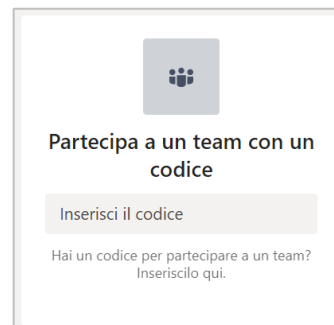 Partecipa a un team con un
codice
Inserisci il codice
Hai un codice per partecipare a un team?
Inseriscilo qui.